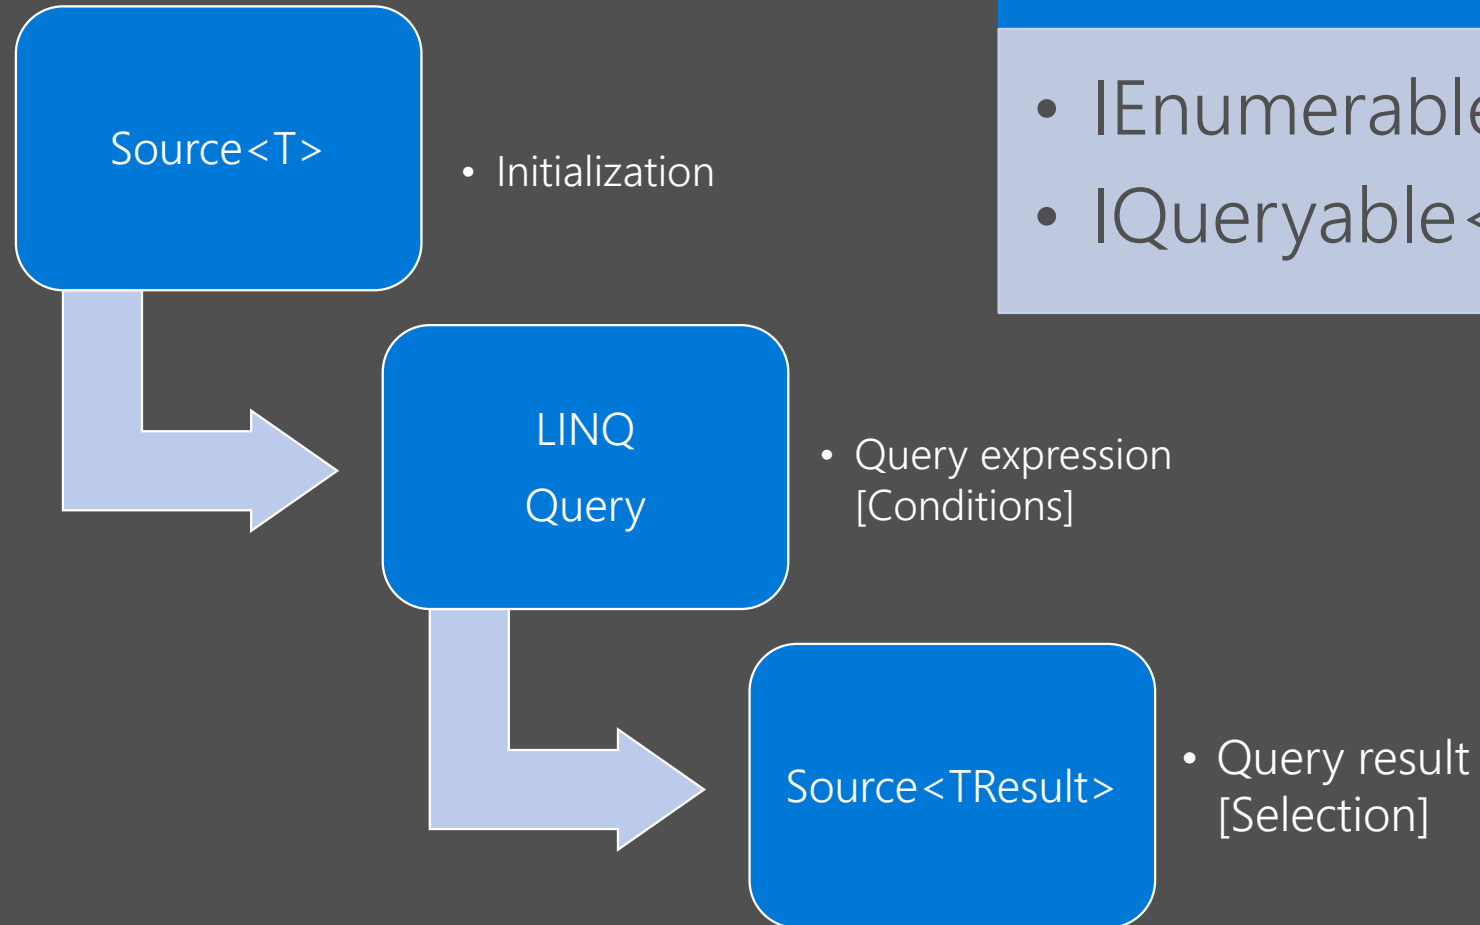 Source<T>
• Initialization
• IEnumerable
• IQueryable<
LINQ
Query
• Query expression
[Conditions]
Source<TResult>
• Query result
[Selection]